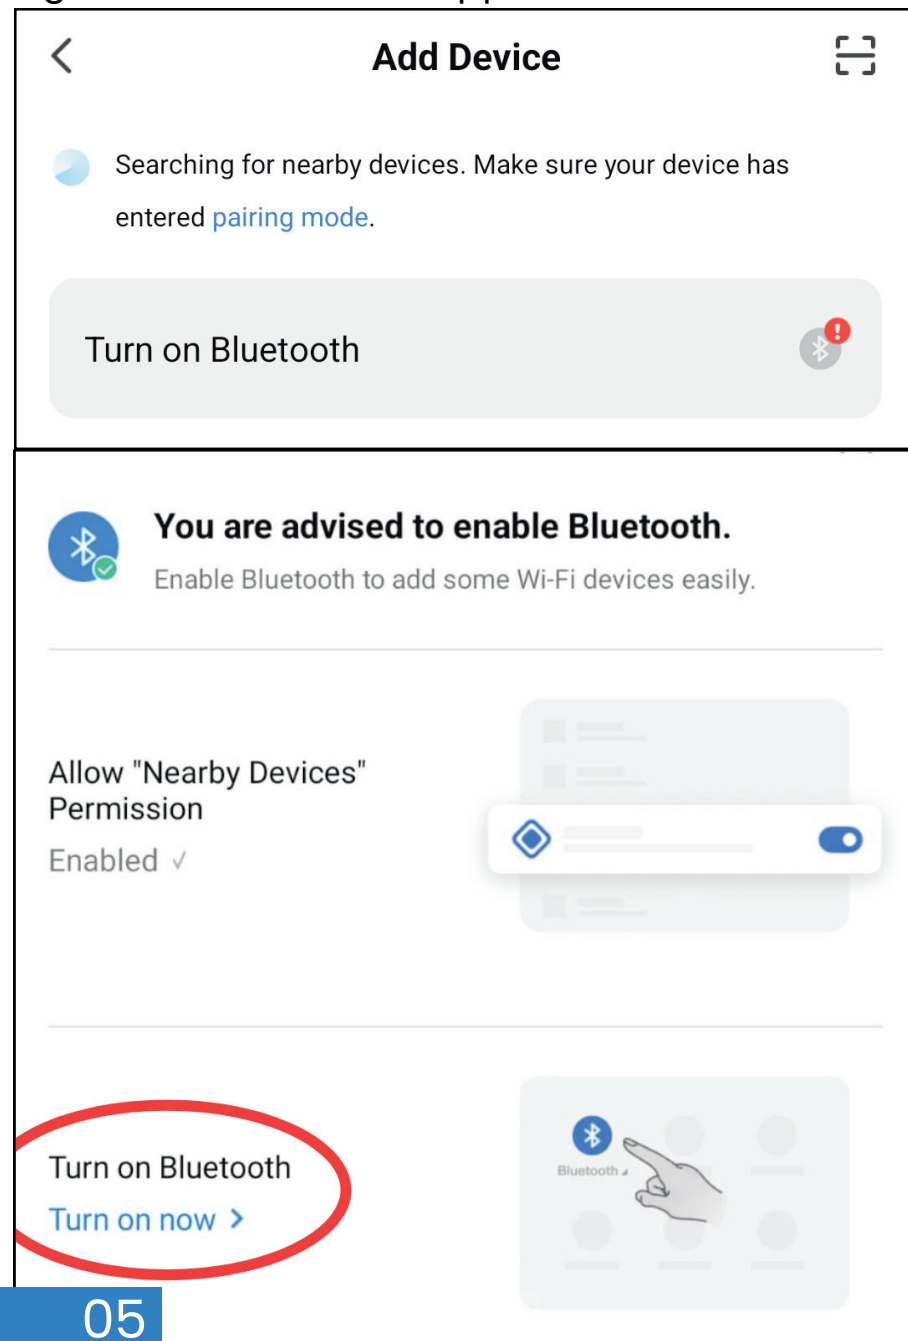 Add Device
Searching for nearby devices. Make sure your device has
entered pairing mode.
Turn on Bluetooth
You are advised to enable Bluetooth.
Enable Bluetooth to add some Wi-Fi devices easily.
Allow "Nearby Devices"
Permission
Enabled ✓
Turn on Bluetooth
Turn on now >
Bluetooth
05